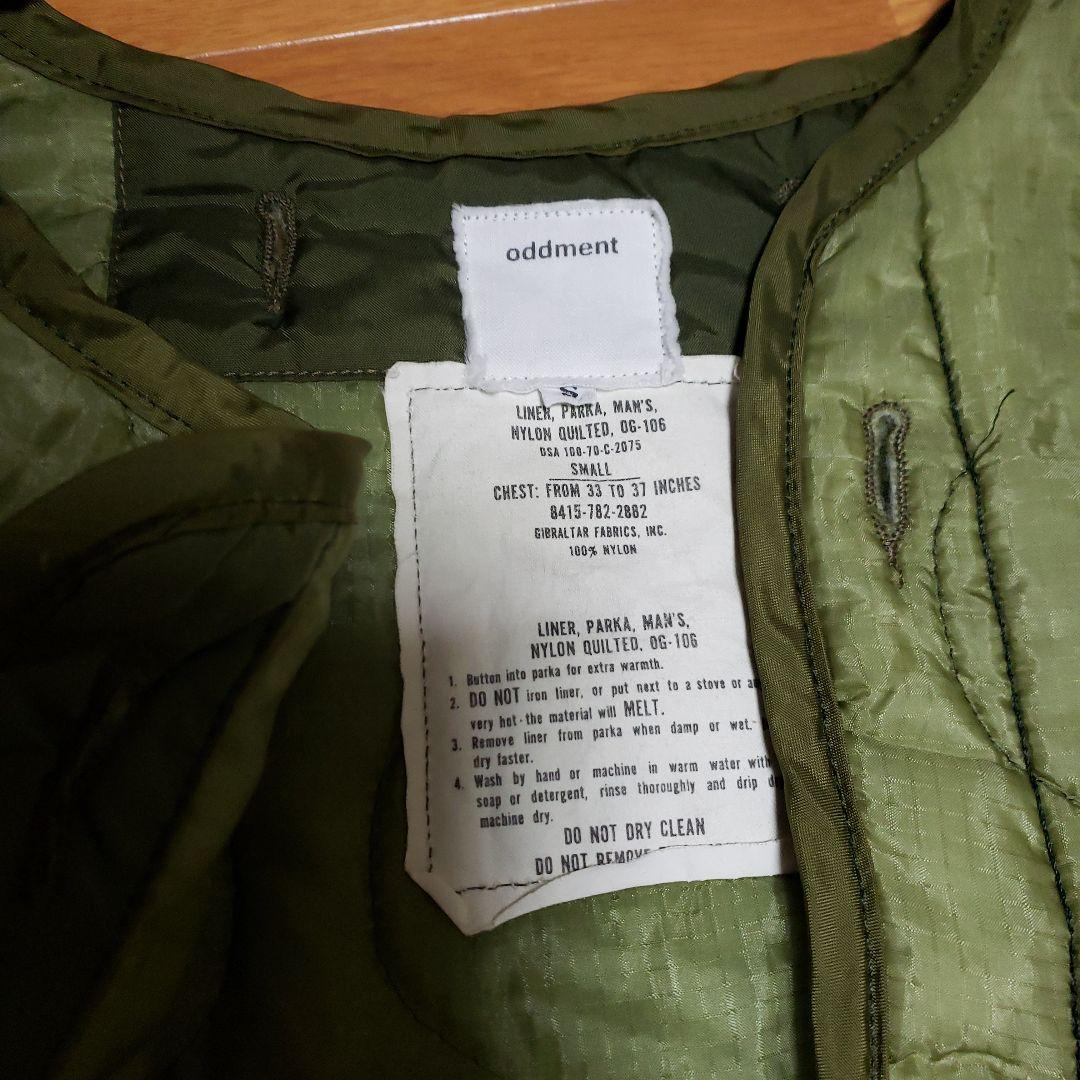 oddment
S
LINER, PARKA, MAN'S,
NYLON QUILTED, OG-106
DSA 100-70-C-2075
SMALL
CHEST: FROM 33 TO 37 INCHES
8415-782-2882
GIBRALTAR FABRICS, INC.
100% NYLON
LINER, PARKA, MAN'S,
NYLON QUILTED, OG-106
1. Button into parka for extra warmth.
2. DO NOT iron liner, or put next to a stove or
very hot - the material will MELT.
3. Remove liner from parka when damp or wet. -
dry faster.
4. Wash by hand or machine in warm water with
soap or detergent, rinse thoroughly and drip
machine dry.
DO NOT DRY CLEAN
DO NOT REMOVE